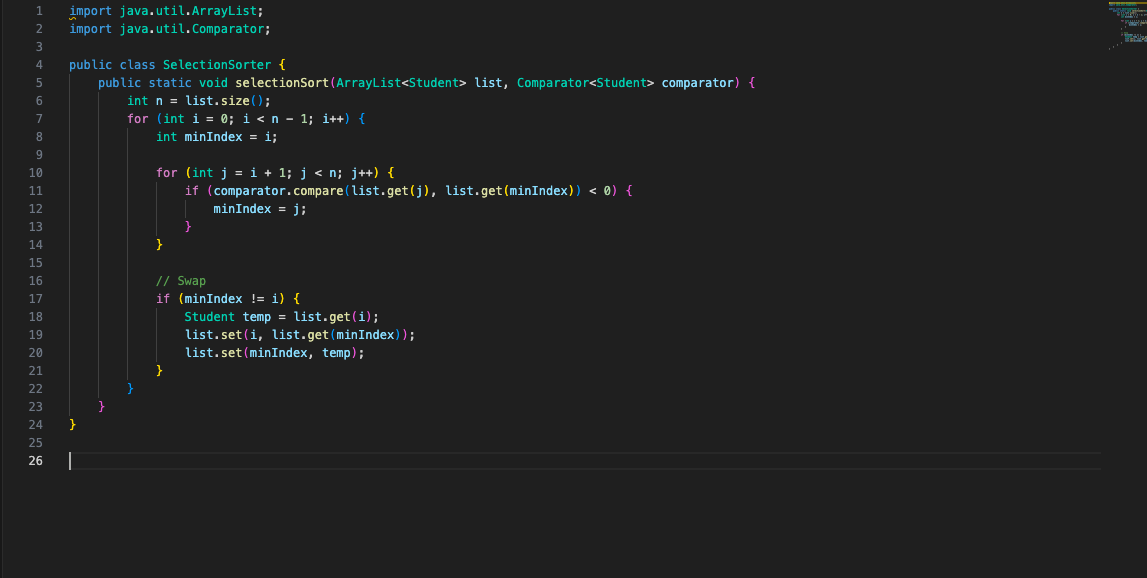 1 import java.util.ArrayList;
2 import java.util.Comparator;
3
4 public class SelectionSorter {
5 public static void selectionSort(ArrayList<Student> list, Comparator<Student> comparator) {
6 int n = list.size();
7 for (int i = 0; i < n - 1; i++) {
8 int minIndex = i;
9
10 for (int j = i + 1; j < n; j++) {
11 if (comparator.compare(list.get(j), list.get(minIndex)) < 0) {
12 minIndex = j;
13 }
14 }
15
16 // Swap
17 if (minIndex != i) {
18 Student temp = list.get(i);
19 list.set(i, list.get(minIndex));
20 list.set(minIndex, temp);
21 }
22 }
23 }
24 }
25
26